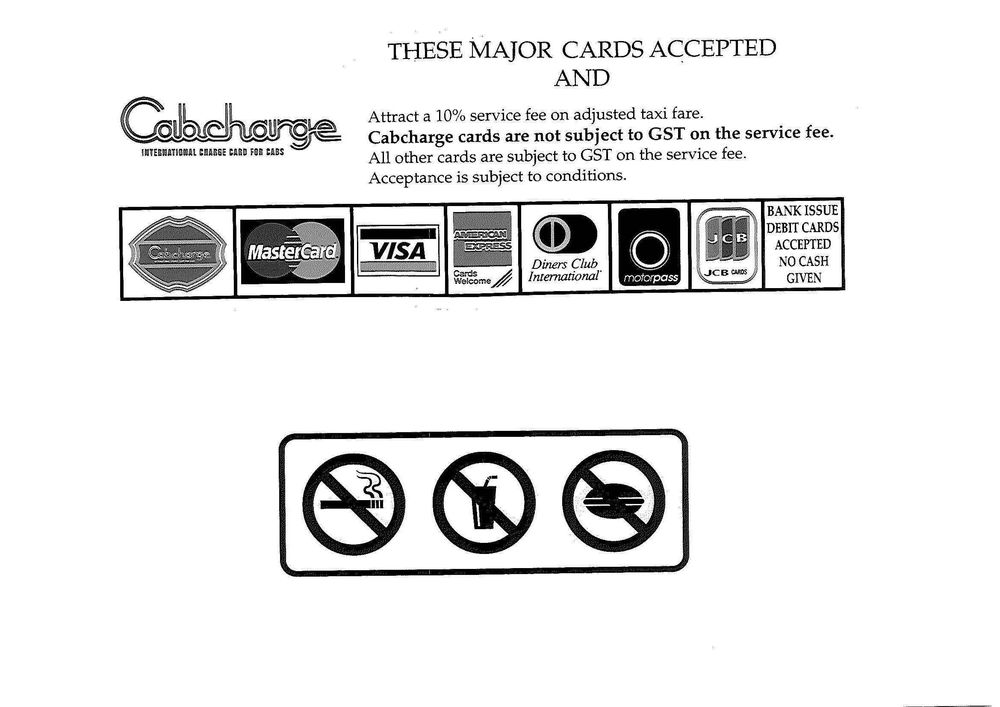 THESE MAJOR CARDS ACCEPTED
AND
Cabcharge
INTERNATIONAL CHARGE CARD FOR CABS
Attract a 10% service fee on adjusted taxi fare.
Cabcharge cards are not subject to GST on the service fee.
All other cards are subject to GST on the service fee.
Acceptance is subject to conditions.
Cabcharge
MasterCard
VISA
AMERICAN
EXPRESS
Cards
Welcome
Diners Club
International
motorpass
JCB
JCB CARDS
BANK ISSUE
DEBIT CARDS
ACCEPTED
NO CASH
GIVEN